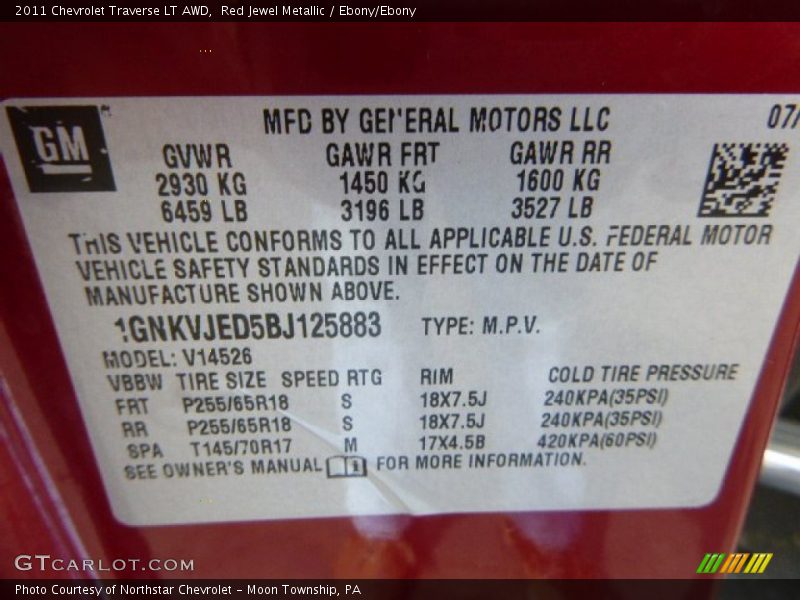 2011 Chevrolet Traverse LT AWD,  Red Jewel Metallic / Ebony/Ebony
GM
MFD BY GENERAL MOTORS LLC 07/
GVWR GAWR FRT GAWR RR
2930 KG 1450 KG 1600 KG
6459 LB 3196 LB 3527 LB
THIS VEHICLE CONFORMS TO ALL APPLICABLE U.S. FEDERAL MOTOR
VEHICLE SAFETY STANDARDS IN EFFECT ON THE DATE OF
MANUFACTURE SHOWN ABOVE.
1GNKVJED5BJ125883 TYPE: M.P.V.
MODEL: V14526
VBBW TIRE SIZE SPEED RTG RIM COLD TIRE PRESSURE
FRT P255/65R18 S 18X7.5J 240KPA(35PSI)
RR P255/65R18 S 18X7.5J 240KPA(35PSI)
SPA T145/70R17 M 17X4.5B 420KPA(60PSI)
SEE OWNER'S MANUAL FOR MORE INFORMATION.
GTCARLOT.COM
Photo Courtesy of Northstar Chevrolet - Moon Township, PA